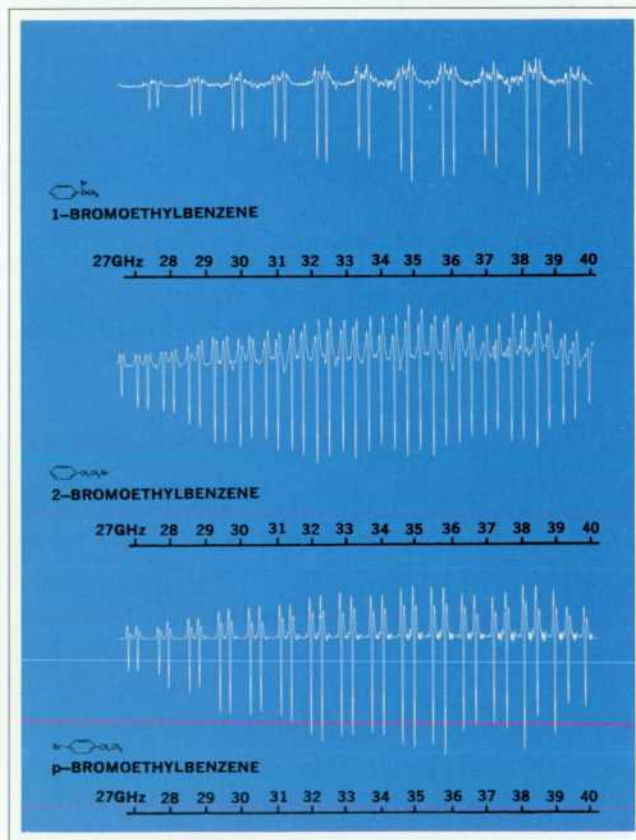 1-BROMOETHYLBENZENE
27GHz 28 29 30 31 32 33 34 35 36 37 38 39 40
2-BROMOETHYLBENZENE
27GHz 28 29 30 31 32 33 34 35 36 37 38 39 40
p-BROMOETHYLBENZENE
27GHz 28 29 30 31 32 33 34 35 36 37 38 39 40